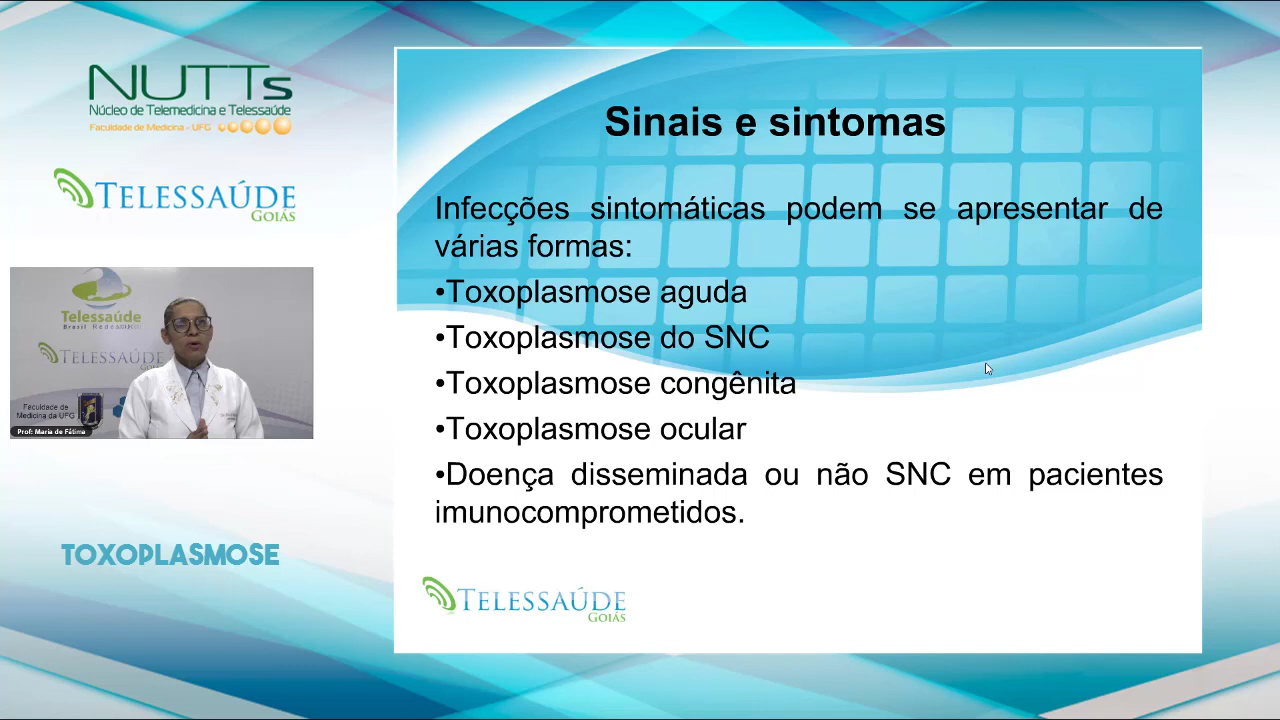 NUTTs
Núcleo de Telemedicina e Telessaúde
Faculdade de Medicina - UFG
TELESSAÚDE
GOIÁS
Telessaúde
Brasil Redes
TELESSAÚDE
Faculdade de
Medicina da UFG
Prof: Maria de Fátima
TOXOPLASMOSE
Sinais e sintomas
Infecções sintomáticas podem se apresentar de
várias formas:
•Toxoplasmose aguda
•Toxoplasmose do SNC
•Toxoplasmose congênita
•Toxoplasmose ocular
•Doença disseminada ou não SNC em pacientes
imunocomprometidos.
TELESSAÚDE
GOIÁS